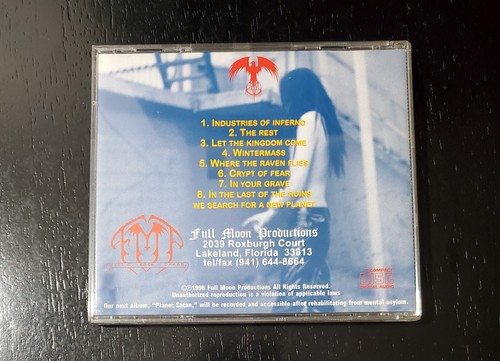 1. INDUSTRIES OF INFERNO
2. THE REST
3. LET THE KINGDOM COME
4. WINTERMASS
5. WHERE THE RAVEN FLIES
6. CRYPT OF FEAR
7. IN YOUR GRAVE
8. IN THE LAST OF THE RUINS
WE SEARCH FOR A NEW PLANET
FMP
Full Moon Productions
2039 Roxburgh Court
Lakeland, Florida 33813
tel/fax (941) 644-8664
©1996 Full Moon Productions All Rights Reserved.
Unauthorized reproduction is a violation of applicable laws
Our next album, "Planet Satan," will be recorded and accessible after rehabilitating from mental asylum.